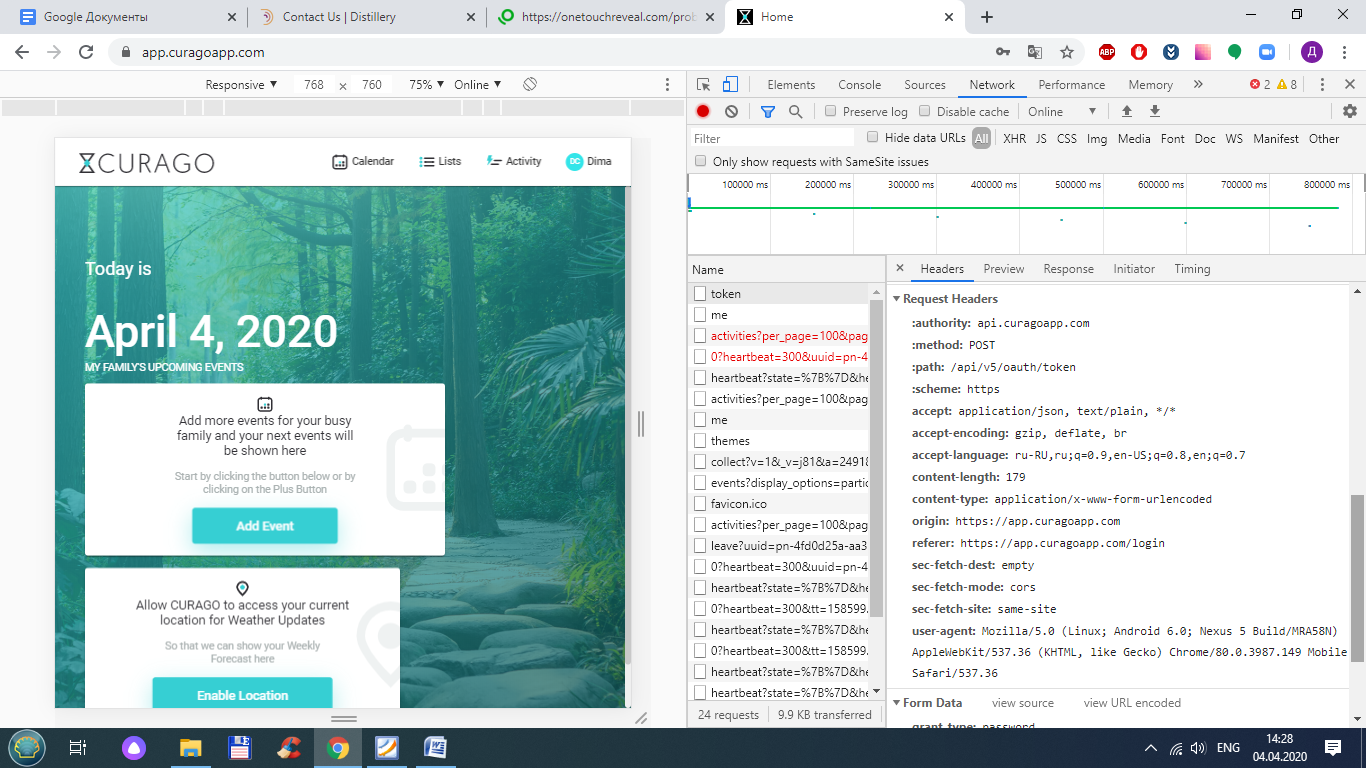 Google Документы
Contact Us | Distillery
https://onetouchreveal.com/prob
Home
app.curagoapp.com
ABP
Д
Responsive ▼ 768 x 760 75% ▼ Online ▼
Elements Console Sources Network Performance Memory » 2 8
Preserve log Disable cache Online ▼
Filter Hide data URLs All XHR JS CSS Img Media Font Doc WS Manifest Other
Only show requests with SameSite issues
100000 ms 200000 ms 300000 ms 400000 ms 500000 ms 600000 ms 700000 ms 800000 ms
CURAGO
Calendar Lists Activity DC Dima
Today is
April 4, 2020
MY FAMILY'S UPCOMING EVENTS
Add more events for your busy
family and your next events will
be shown here
Start by clicking the button below or by
clicking on the Plus Button
Add Event
Allow CURAGO to access your current
location for Weather Updates
So that we can show your Weekly
Forecast here
Enable Location
Name
token
me
activities?per_page=100&pag
0?heartbeat=300&uuid=pn-4
heartbeat?state=%7B%7D&he
activities?per_page=100&pag
me
themes
collect?v=1&_v=j81&a=24918
events?display_options=partic
favicon.ico
activities?per_page=100&pag
leave?uuid=pn-4fd0d25a-aa3
0?heartbeat=300&uuid=pn-4
heartbeat?state=%7B%7D&he
0?heartbeat=300&tt=158599.
heartbeat?state=%7B%7D&he
0?heartbeat=300&tt=158599.
heartbeat?state=%7B%7D&he
heartbeat?state=%7B%7D&he
24 requests 9.9 KB transferred
Headers Preview Response Initiator Timing
Request Headers
:authority: api.curagoapp.com
:method: POST
:path: /api/v5/oauth/token
:scheme: https
accept: application/json, text/plain, */*
accept-encoding: gzip, deflate, br
accept-language: ru-RU,ru;q=0.9,en-US;q=0.8,en;q=0.7
content-length: 179
content-type: application/x-www-form-urlencoded
origin: https://app.curagoapp.com
referer: https://app.curagoapp.com/login
sec-fetch-dest: empty
sec-fetch-mode: cors
sec-fetch-site: same-site
user-agent: Mozilla/5.0 (Linux; Android 6.0; Nexus 5 Build/MRA58N)
AppleWebKit/537.36 (KHTML, like Gecko) Chrome/80.0.3987.149 Mobile
Safari/537.36
Form Data view source view URL encoded
grant_type: password
ENG
14:28
04.04.2020